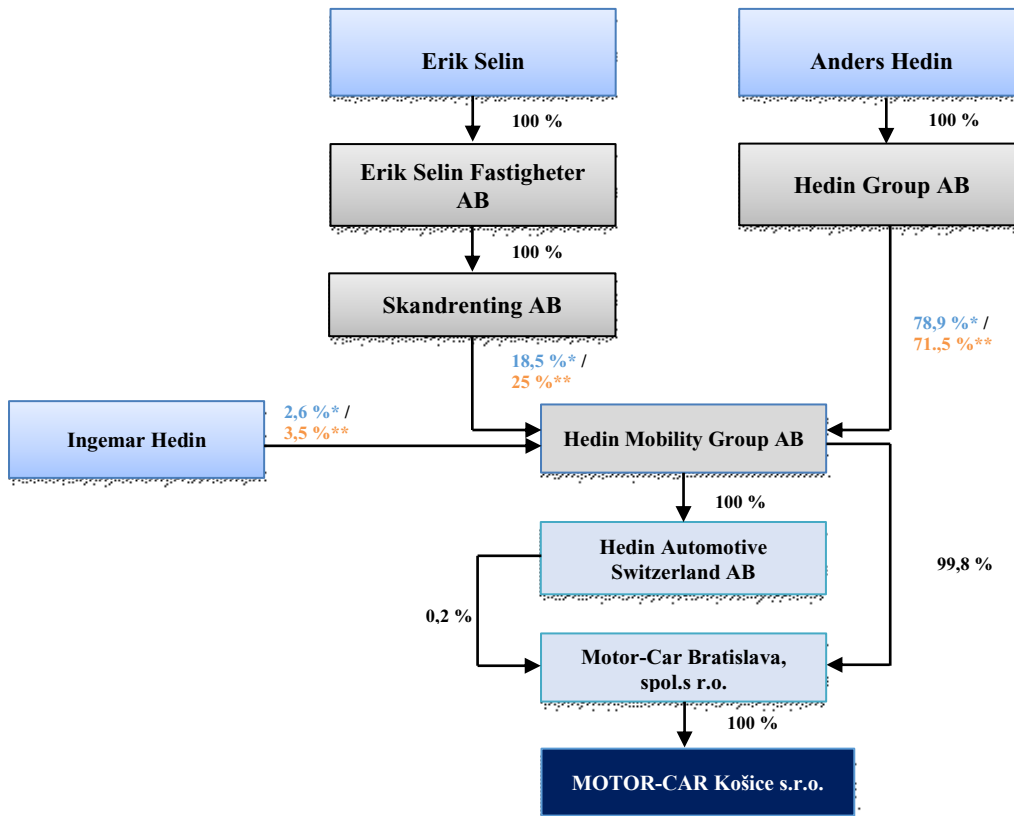 Erik Selin
Anders Hedin
100 %
100 %
Erik Selin Fastigheter
AB
Hedin Group AB
100 %
Skandrenting AB
78,9 %* /
71.,5 %**
18,5 %* /
25 %**
2,6 %* /
3,5 %**
Ingemar Hedin
Hedin Mobility Group AB
100 %
Hedin Automotive
Switzerland AB
99,8 %
0,2 %
Motor-Car Bratislava,
spol.s r.o.
100 %
MOTOR-CAR Košice s.r.o.